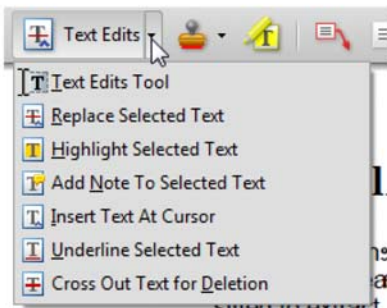 Text Edits
Text Edits Tool
Replace Selected Text
Highlight Selected Text
Add Note To Selected Text
Insert Text At Cursor
Underline Selected Text
Cross Out Text for Deletion